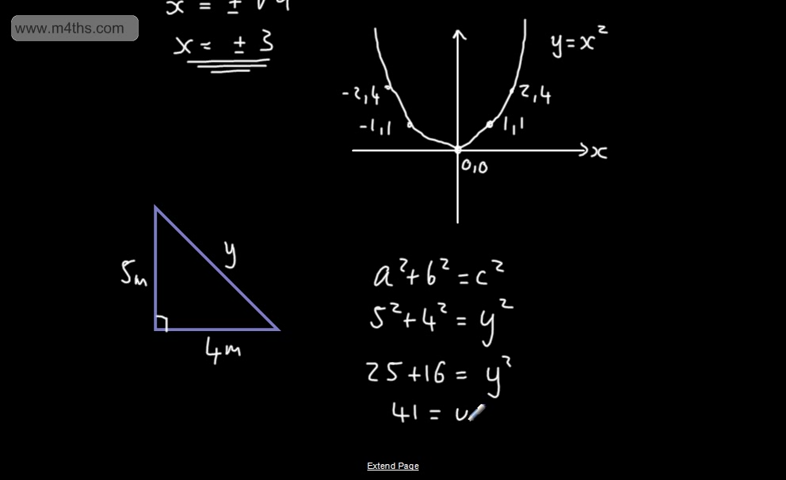 www.m4ths.com
x = ± 3
y=x²
-2,4
2,4
-1,1
1,1
x
0,0
5m
y
4m
a²+b²=c²
5²+4²=y²
25+16=y²
41=
Extend Page